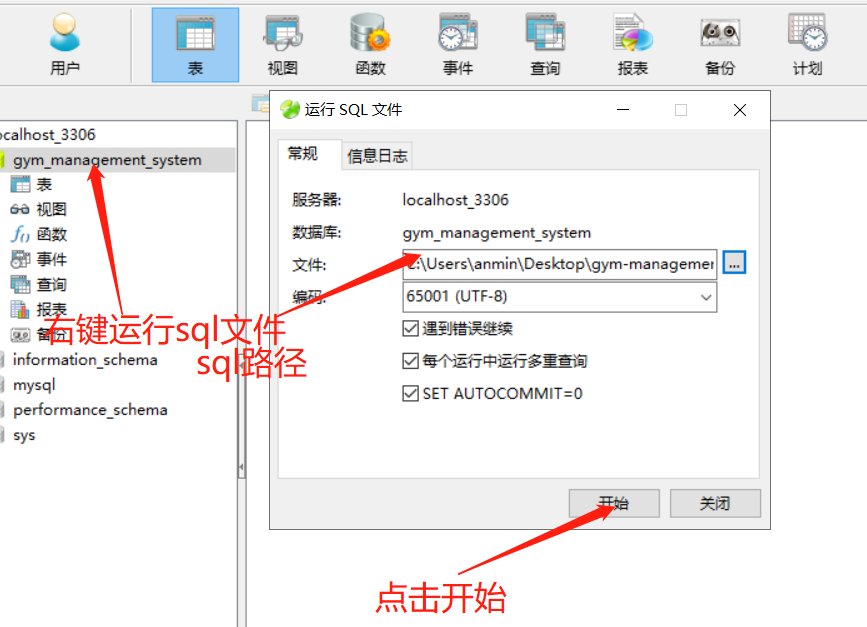 用户
表
视图
函数
事件
查询
报表
备份
计划
运行 SQL 文件
常规
信息日志
服务器:
localhost_3306
数据库:
gym_management_system
文件:
:\Users\anmin\Desktop\gym-managemer
编码:
65001 (UTF-8)
遇到错误继续
每个运行中运行多重查询
SET AUTOCOMMIT=0
开始
关闭
ocalhost_3306
gym_management_system
表
视图
函数
事件
查询
报表
备份
information_schema
mysql
performance_schema
sys
右键运行sql文件
sql路径
点击开始